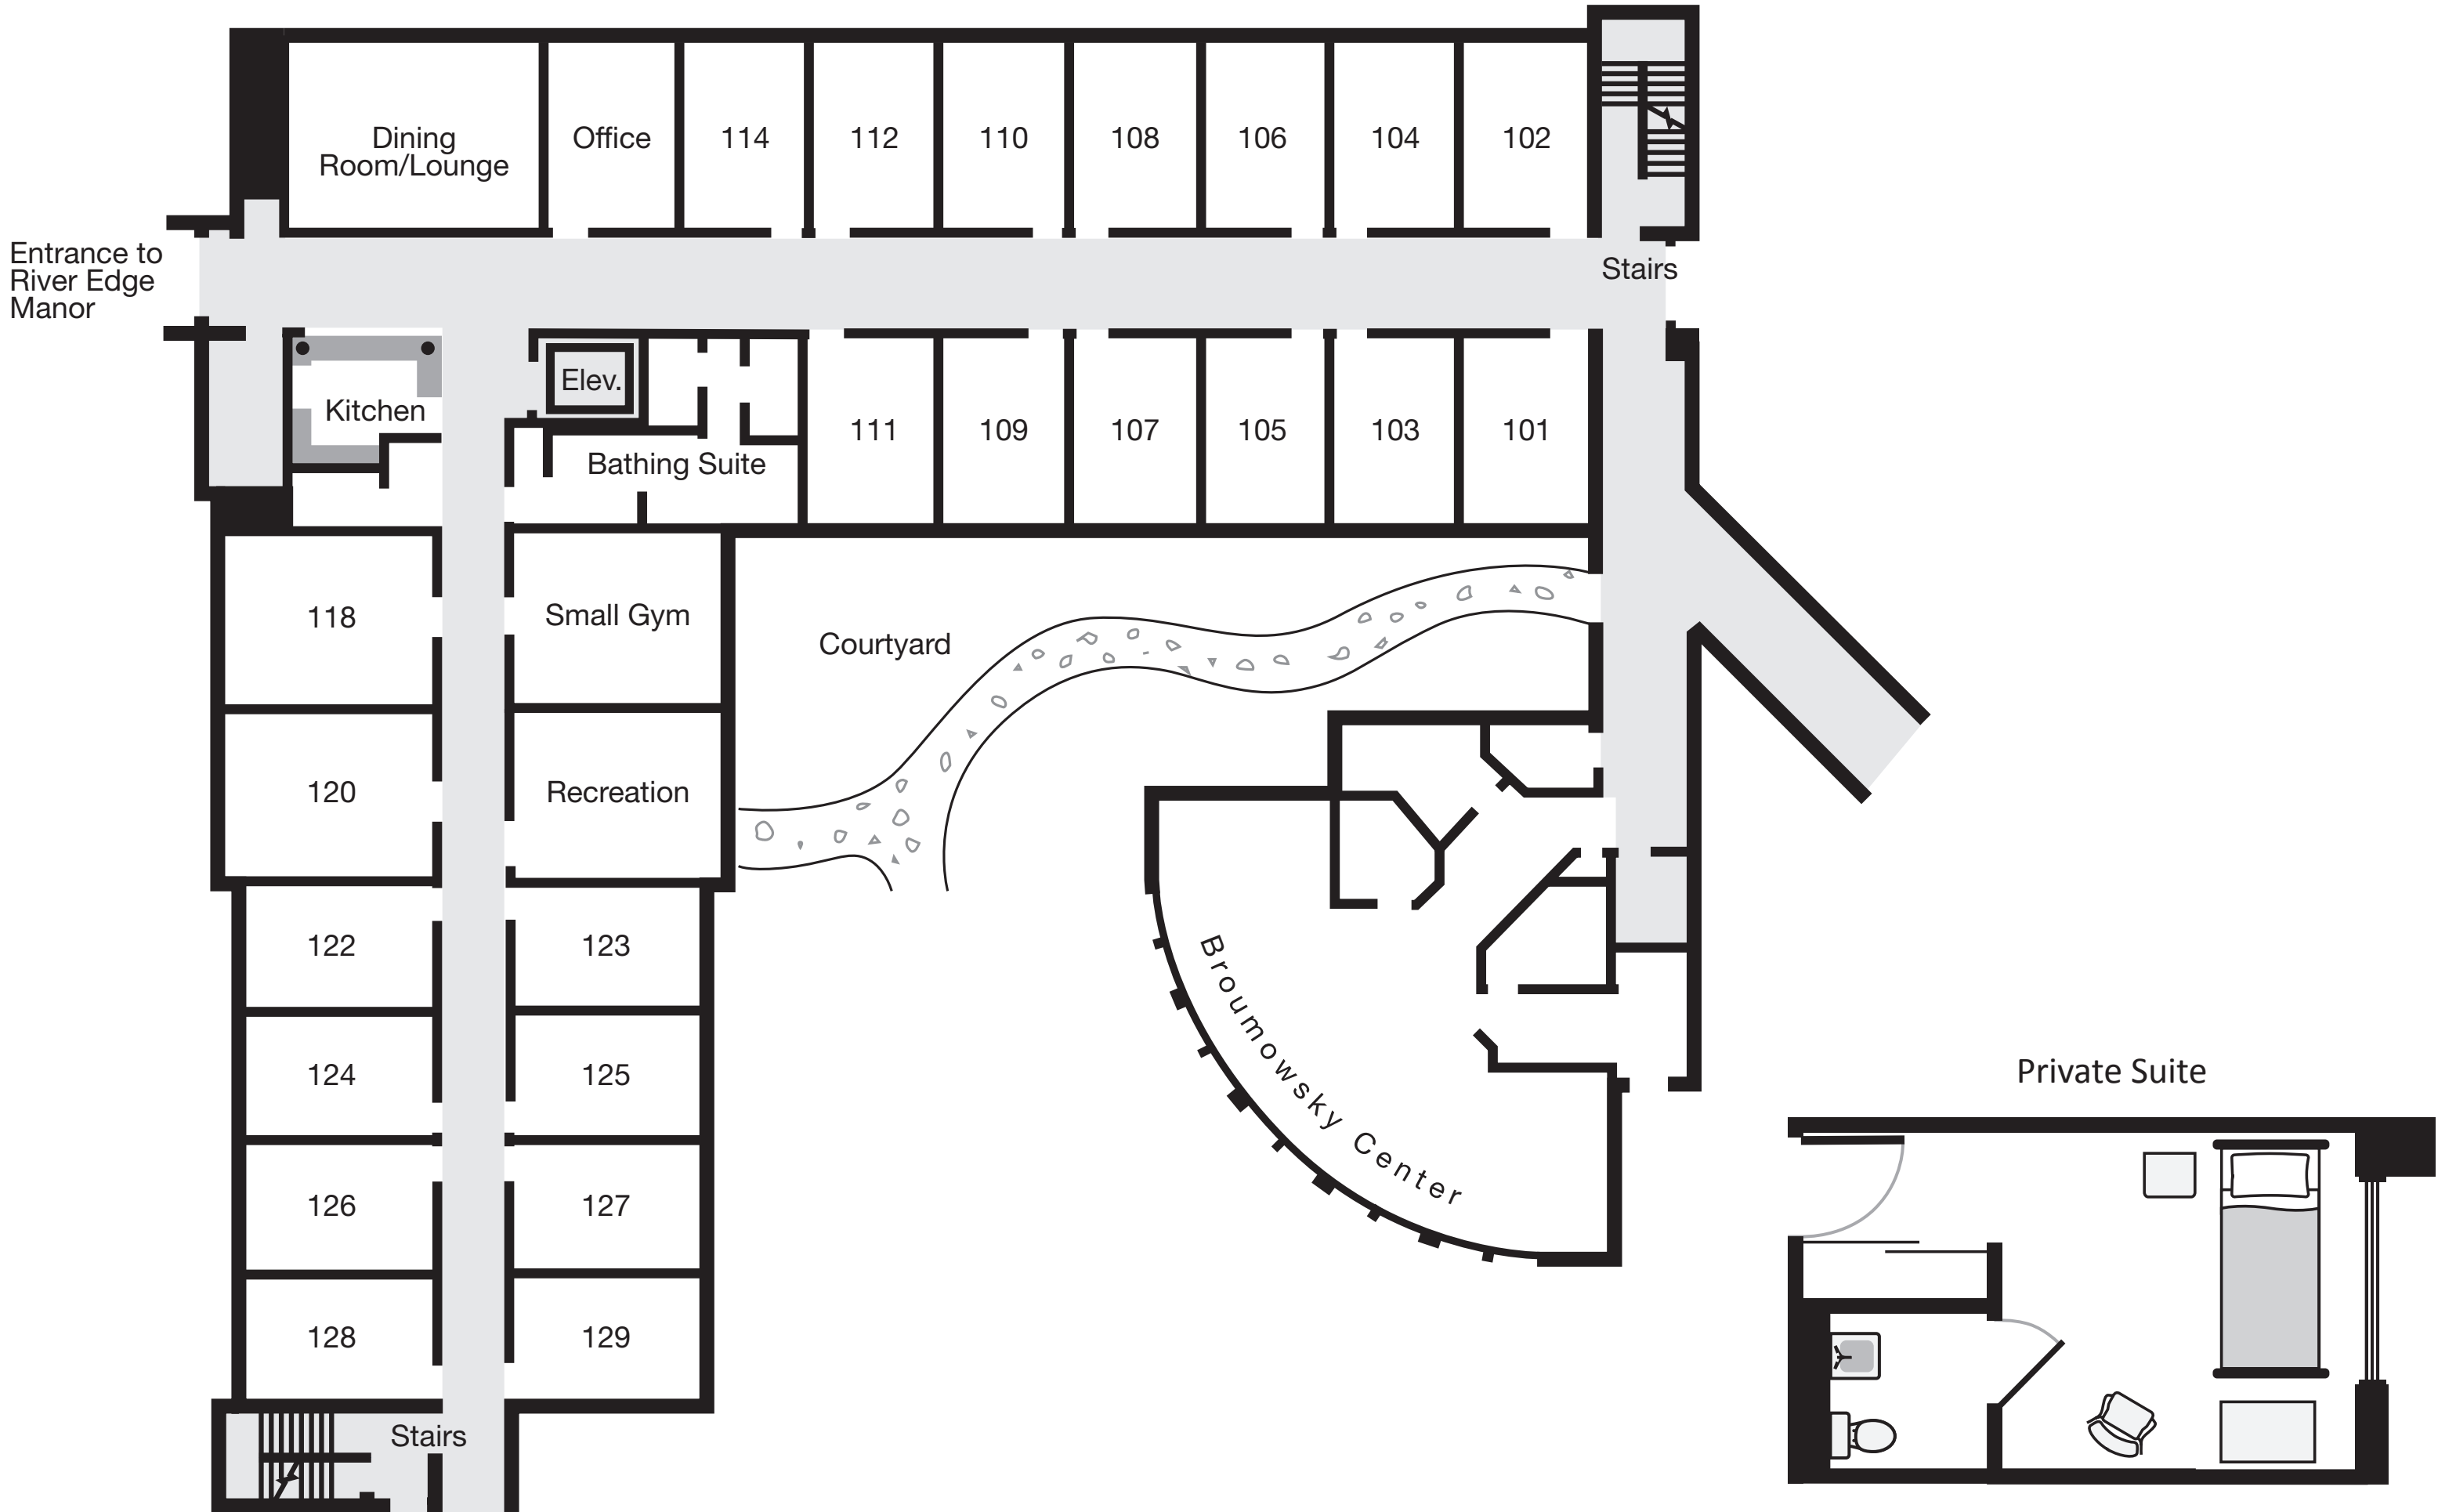 Dining
Room/Lounge
Office
114
112
110
108
106
104
102
Entrance to
River Edge
Manor
Stairs
Elev.
Kitchen
Bathing Suite
111
109
107
105
103
101
118
Small Gym
Courtyard
120
Recreation
122
123
124
125
126
127
128
129
Stairs
Broumowsky Center
Private Suite